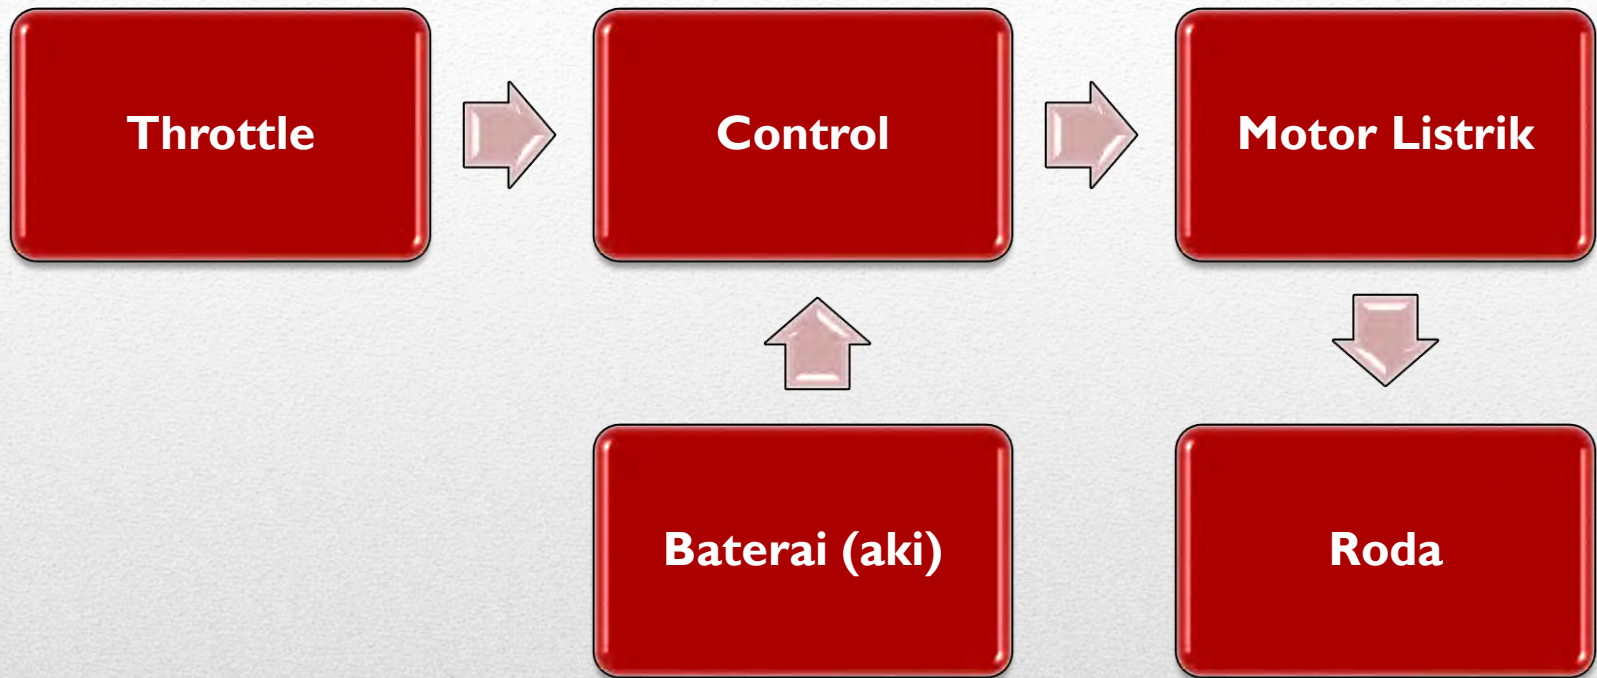 Throttle
Control
Motor Listrik
Baterai (aki)
Roda